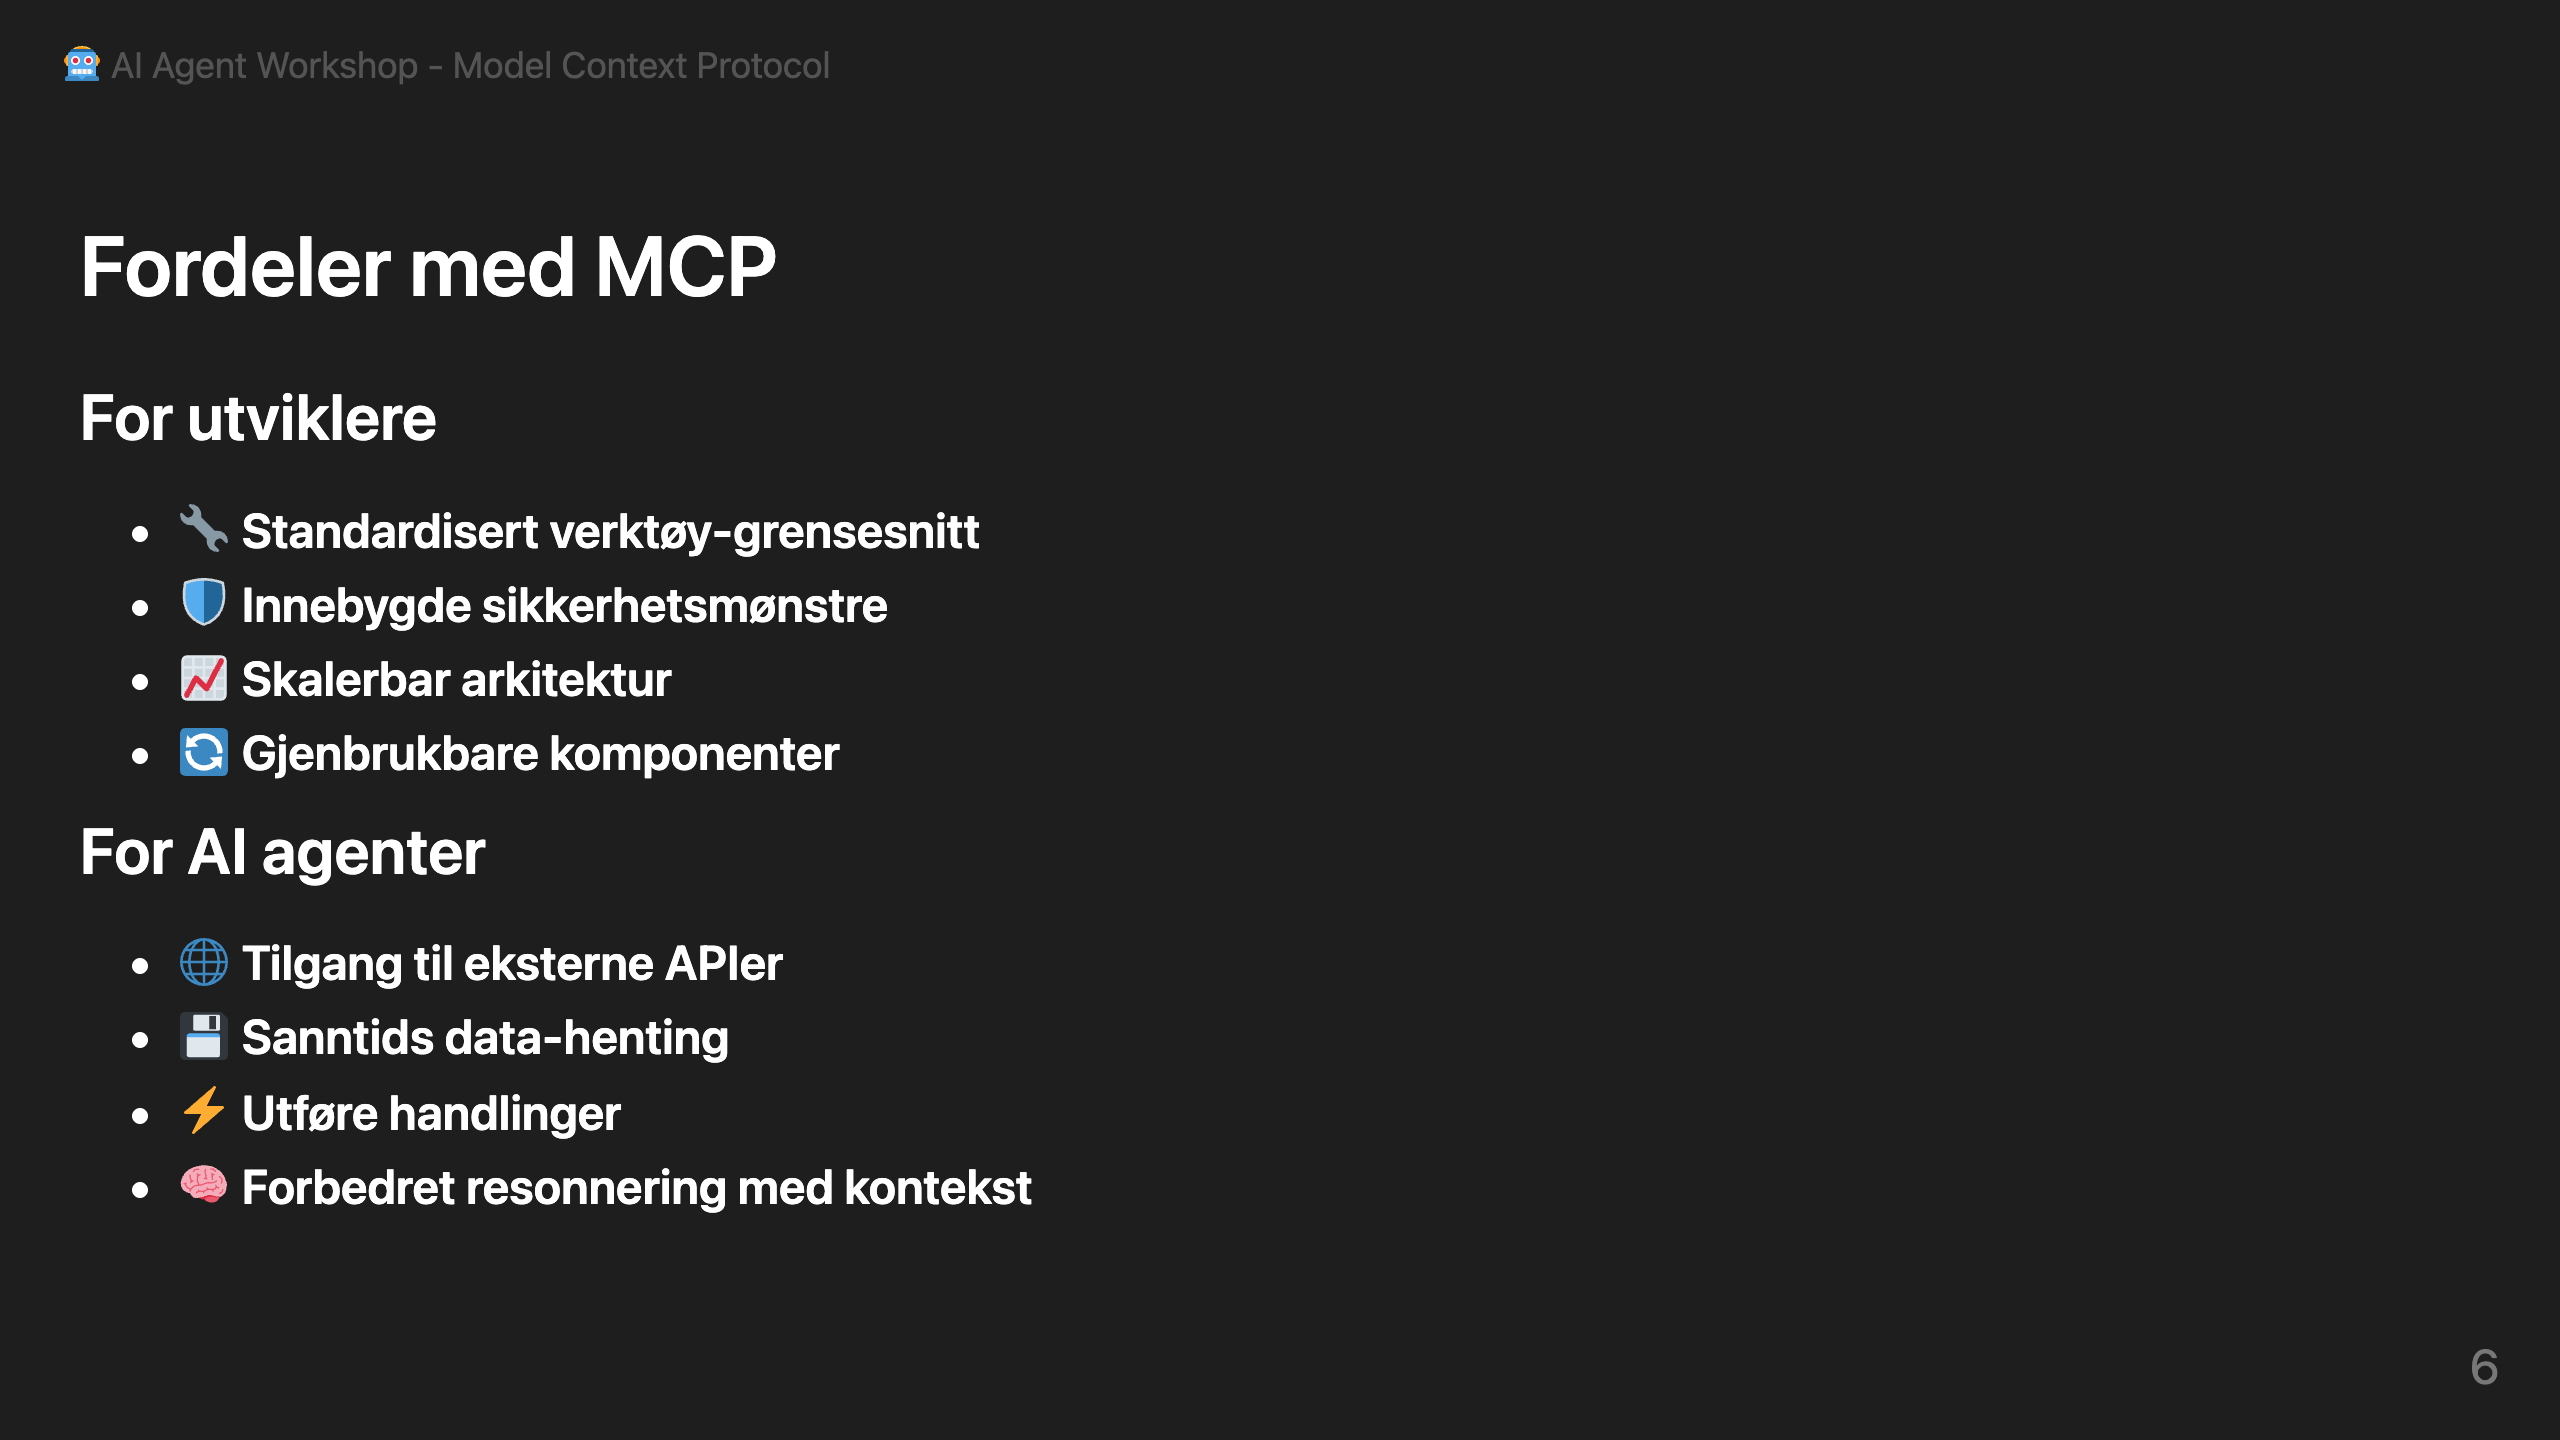 🤖 AI Agent Workshop - Model Context Protocol
Fordeler med MCP
For utviklere
• 🔧 Standardisert verktøy-grensesnitt
• 🛡️ Innebygde sikkerhetsmønstre
• 📈 Skalerbar arkitektur
• 🔄 Gjenbrukbare komponenter
For AI agenter
• 🌐 Tilgang til eksterne APIer
• 💾 Sanntids data-henting
• ⚡ Utføre handlinger
• 🧠 Forbedret resonnering med kontekst
6